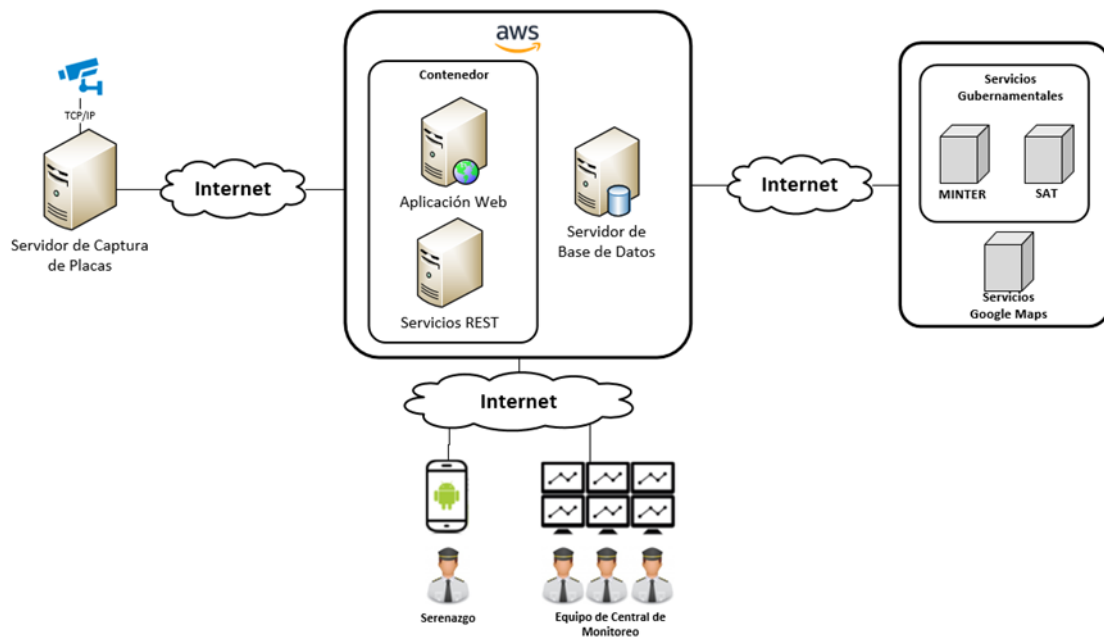 aws
TCP/IP
Servidor de Captura
de Placas
Internet
Contenedor
Aplicación Web
Servicios REST
Servidor de
Base de Datos
Internet
Servicios
Gubernamentales
MINTER
SAT
Servicios
Google Maps
Internet
Serenazgo
Equipo de Central de
Monitoreo